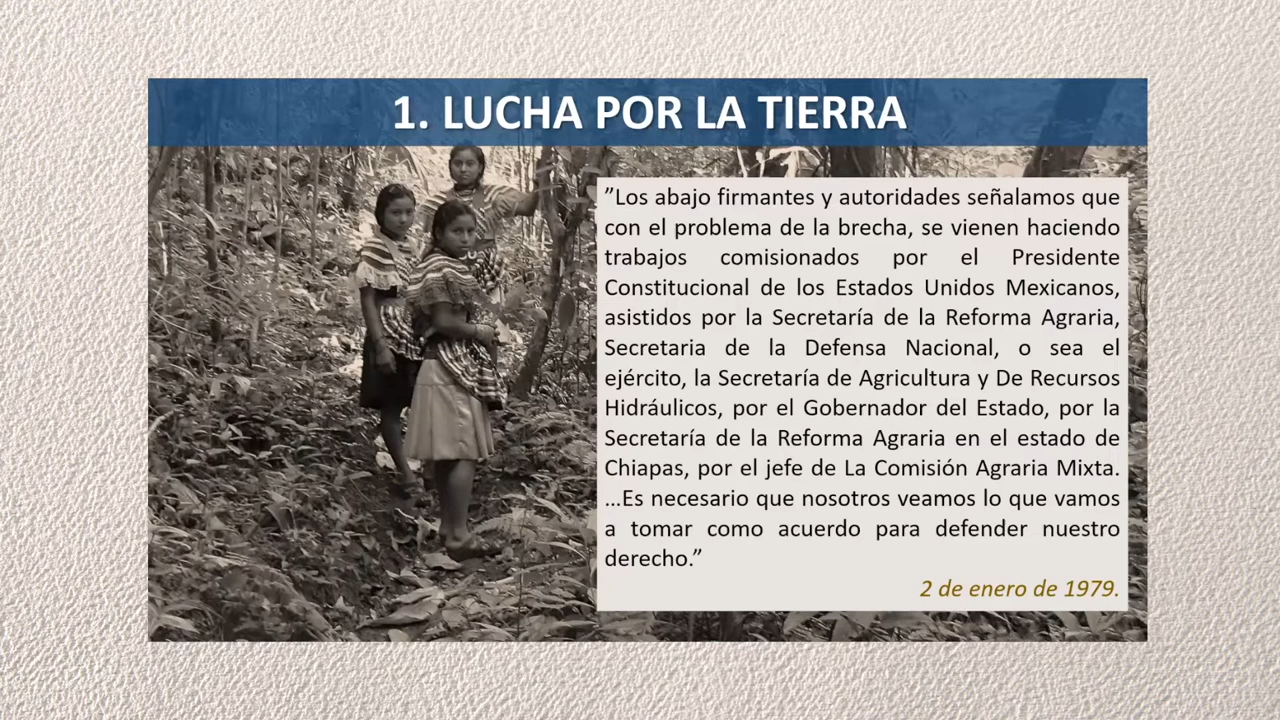 1. LUCHA POR LA TIERRA
”Los abajo firmantes y autoridades señalamos que
con el problema de la brecha, se vienen haciendo
trabajos comisionados por el Presidente
Constitucional de los Estados Unidos Mexicanos,
asistidos por la Secretaría de la Reforma Agraria,
Secretaria de la Defensa Nacional, o sea el
ejército, la Secretaría de Agricultura y De Recursos
Hidráulicos, por el Gobernador del Estado, por la
Secretaría de la Reforma Agraria en el estado de
Chiapas, por el jefe de La Comisión Agraria Mixta.
...Es necesario que nosotros veamos lo que vamos
a tomar como acuerdo para defender nuestro
derecho.”
2 de enero de 1979.